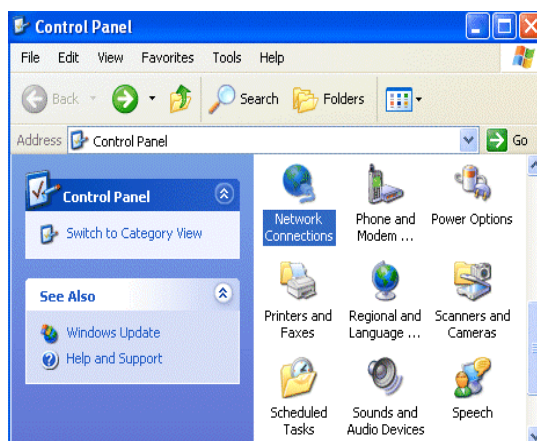 Control Panel
File Edit View Favorites Tools Help
Back Search Folders
Address Control Panel Go
Control Panel
Switch to Category View
See Also
Windows Update
Help and Support
Network
Connections
Phone and
Modem ...
Power Options
Printers and
Faxes
Regional and
Language ...
Scanners and
Cameras
Scheduled
Tasks
Sounds and
Audio Devices
Speech